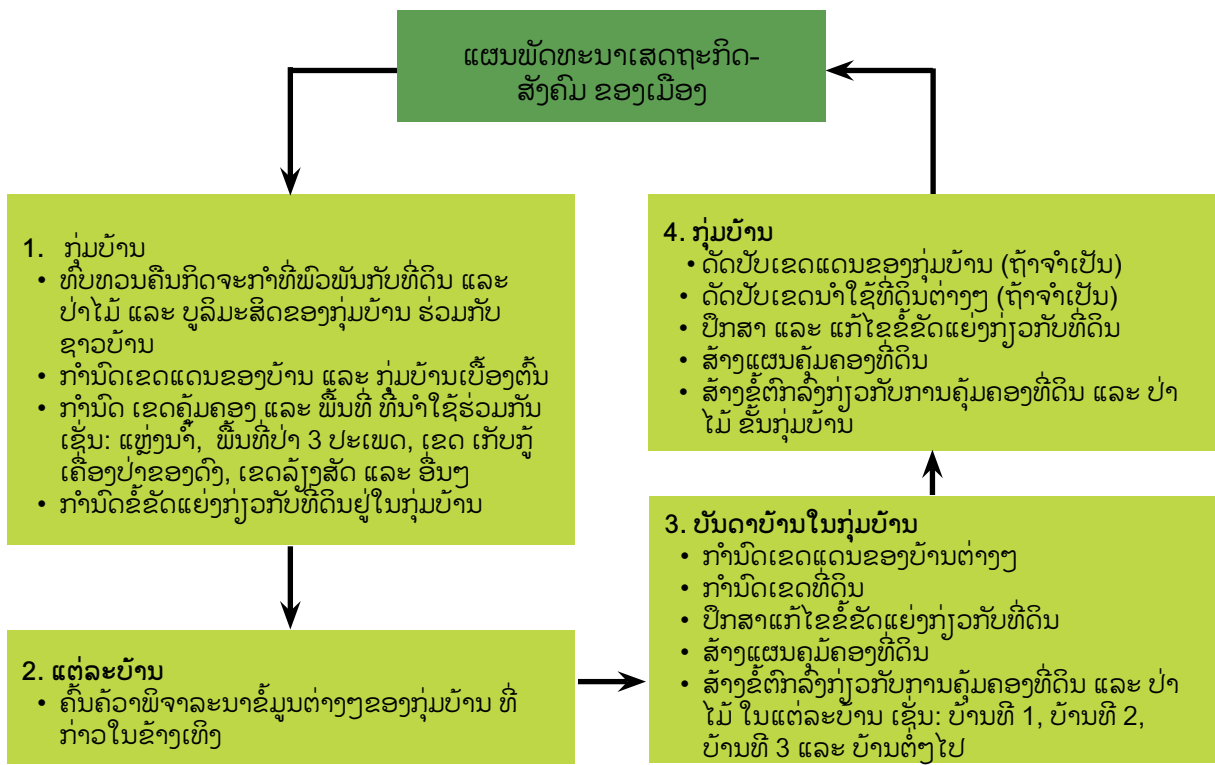 ແຜນພັດທະນາເສດຖະກິດ-
ສັງຄົມ ຂອງເມືອງ
1. ກຸ່ມບ້ານ
• ທົບທວນຄືນກິດຈະກຳທີ່ພົວພັນກັບທີ່ດິນ ແລະ
ປ່າໄມ້ ແລະ ບູລິມະສິດຂອງກຸ່ມບ້ານ ຮ່ວມກັບ
ຊາວບ້ານ
• ກຳນົດເຂດແດນຂອງບ້ານ ແລະ ກຸ່ມບ້ານເບື້ອງຕົ້ນ
• ກຳນົດ ເຂດຄຸ້ມຄອງ ແລະ ພື້ນທີ່ ທີ່ນຳໃຊ້ຮ່ວມກັນ
ເຊັ່ນ: ແຫຼ່ງນ້ຳ, ພື້ນທີ່ປ່າ 3 ປະເພດ, ເຂດ ເກັບກູ້
ເຄື່ອງປ່າຂອງດົງ, ເຂດລ້ຽງສັດ ແລະ ອື່ນໆ
• ກຳນົດຂໍ້ຂັດແຍ່ງກ່ຽວກັບທີ່ດິນຢູ່ໃນກຸ່ມບ້ານ
2. ແຕ່ລະບ້ານ
• ຄົ້ນຄ້ວາພິຈາລະນາຂໍ້ມູນຕ່າງໆຂອງກຸ່ມບ້ານ ທີ່
ກ່າວໃນຂ້າງເທິງ
3. ບັນດາບ້ານໃນກຸ່ມບ້ານ
• ກຳນົດເຂດແດນຂອງບ້ານຕ່າງໆ
• ກຳນົດເຂດທີ່ດິນ
• ປຶກສາແກ້ໄຂຂໍ້ຂັດແຍ່ງກ່ຽວກັບທີ່ດິນ
• ສ້າງແຜນຄຸມ້ຄອງທີ່ດິນ
• ສ້າງຂໍ້ຕົກລົງກ່ຽວກັບການຄຸ້ມຄອງທີ່ດິນ ແລະ ປ່າ
ໄມ້ ໃນແຕ່ລະບ້ານ ເຊັ່ນ: ບ້ານທີ 1, ບ້ານທີ 2,
ບ້ານທີ 3 ແລະ ບ້ານຕໍ່ໆໄປ
4. ກຸ່ມບ້ານ
• ດັດປັບເຂດແດນຂອງກຸ່ມບ້ານ (ຖ້າຈຳເປັນ)
• ດັດປັບເຂດນຳໃຊ້ທີ່ດິນຕ່າງໆ (ຖ້າຈຳເປັນ)
• ປຶກສາ ແລະ ແກ້ໄຂຂໍ້ຂັດແຍ່ງກ່ຽວກັບທີ່ດິນ
• ສ້າງແຜນຄຸ້ມຄອງທີ່ດິນ
• ສ້າງຂໍ້ຕົກລົງກ່ຽວກັບການຄຸ້ມຄອງທີ່ດິນ ແລະ ປ່າ
ໄມ້ ຂັ້ນກຸ່ມບ້ານ